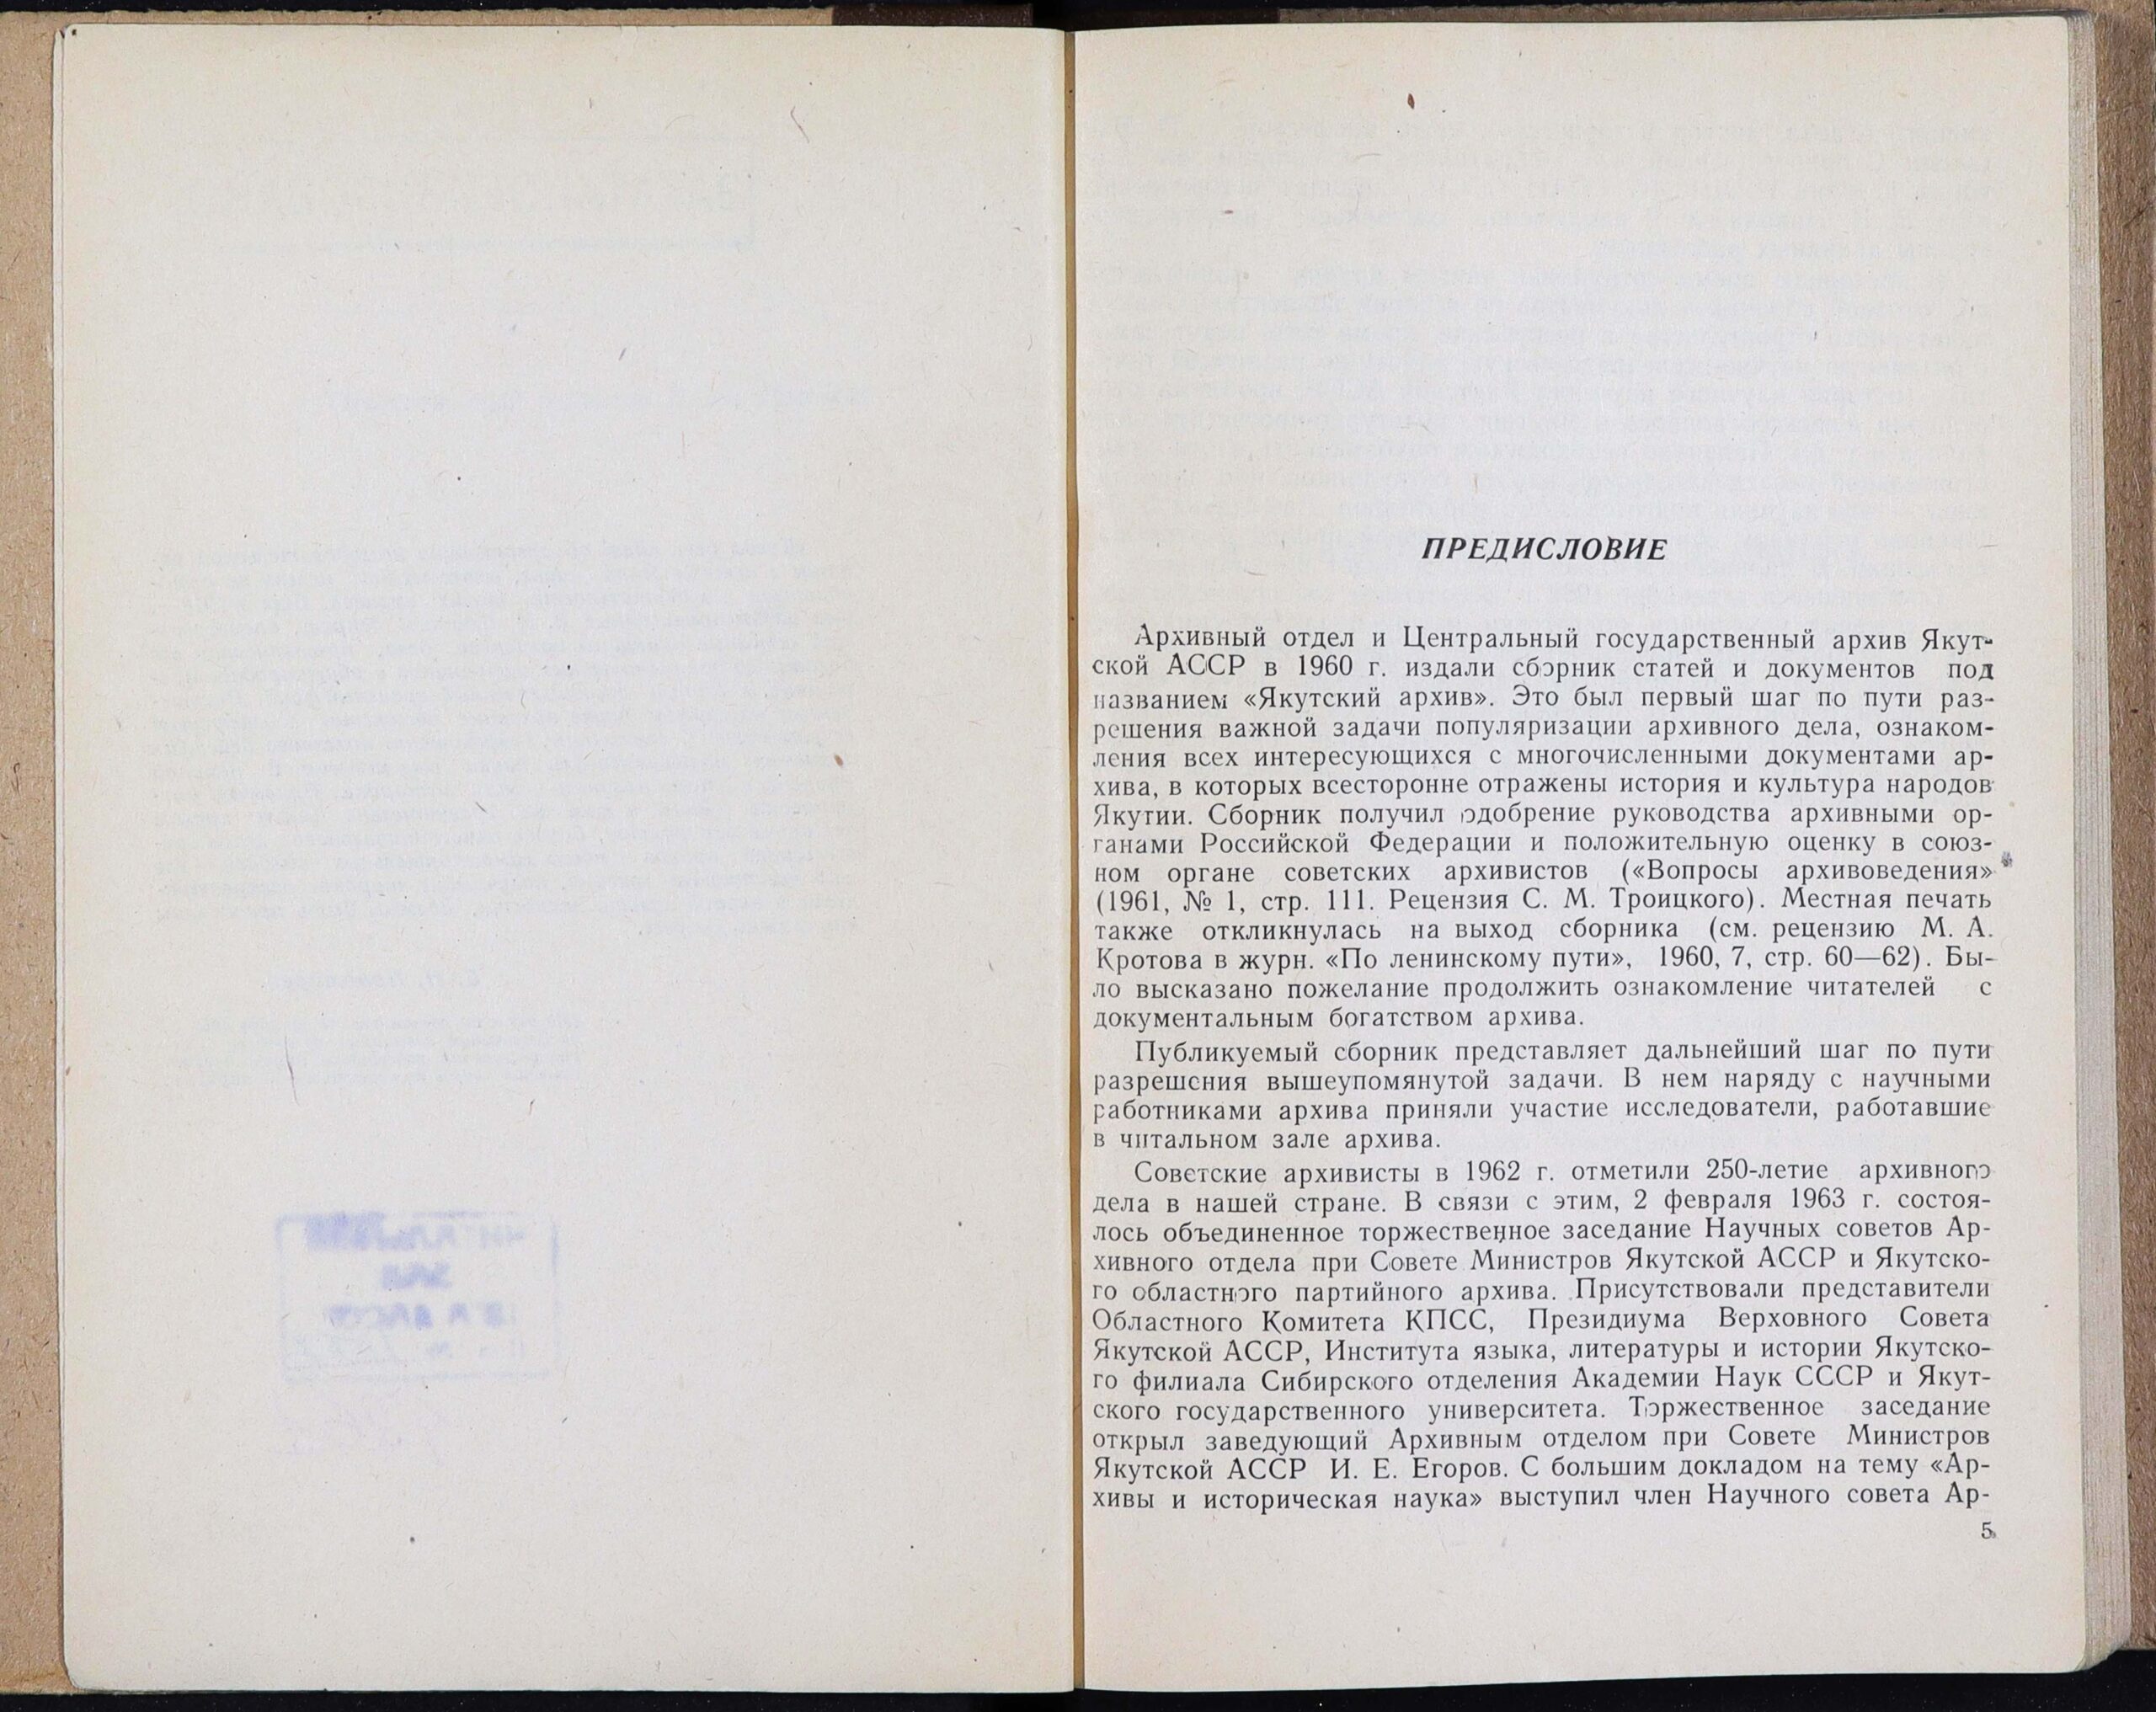 ПРЕДИСЛОВИЕ
Архивный отдел и Центральный государственный архив Якут-
ской АССР в 1960 г. издали сборник статей и документов под
названием «Якутский архив». Это был первый шаг по пути раз-
решения важной задачи популяризации архивного дела, ознаком-
ления всех интересующихся с многочисленными документами ар-
хива, в которых всесторонне отражены история и культура народов
Якутии. Сборник получил одобрение руководства архивными ор-
ганами Российской Федерации и положительную оценку в союз-
ном органе советских архивистов («Вопросы архивоведения»
(1961, № 1, стр. 111. Рецензия С. М. Троицкого). Местная печать
также откликнулась на выход сборника (см. рецензию М. А.
Кротова в журн. «По ленинскому пути», 1960, 7, стр. 60—62). Бы-
ло высказано пожелание продолжить ознакомление читателей с
документальным богатством архива.
Публикуемый сборник представляет дальнейший шаг по пути
разрешения вышеупомянутой задачи. В нем наряду с научными
работниками архива приняли участие исследователи, работавшие
в читальном зале архива.
Советские архивисты в 1962 г. отметили 250-летие архивного
дела в нашей стране. В связи с этим, 2 февраля 1963 г. состоя-
лось объединенное торжественное заседание Научных советов Ар-
хивного отдела при Совете Министров Якутской АССР и Якутско-
го областного партийного архива. Присутствовали представители
Областного Комитета КПСС, Президиума Верховного Совета
Якутской АССР, Института языка, литературы и истории Якутско-
го филиала Сибирского отделения Академии Наук СССР и Якут-
ского государственного университета. Торжественное заседание
открыл заведующий Архивным отделом при Совете Министров
Якутской АССР И. Е. Егоров. С большим докладом на тему «Ар-
хивы и историческая наука» выступил член Научного совета Ар-
5